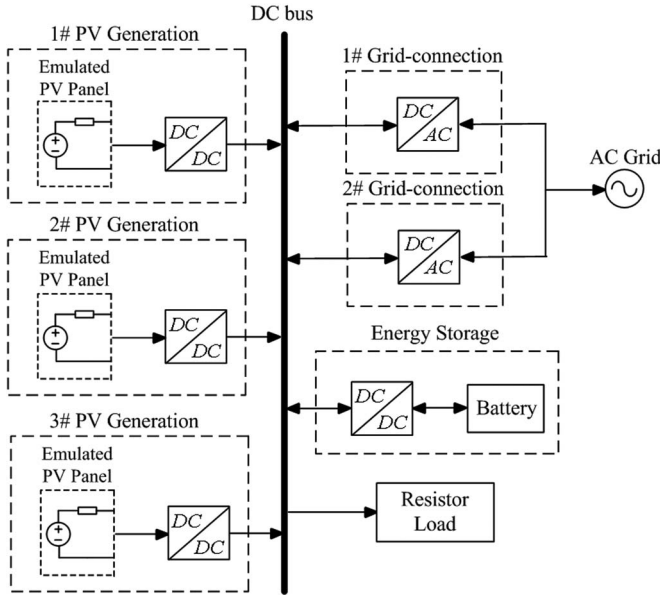 DC bus
1# PV Generation
Emulated
PV Panel
DC
DC
2# PV Generation
Emulated
PV Panel
DC
DC
3# PV Generation
Emulated
PV Panel
DC
DC
1# Grid-connection
DC
AC
AC Grid
2# Grid-connection
DC
AC
Energy Storage
DC
DC
Battery
Resistor
Load